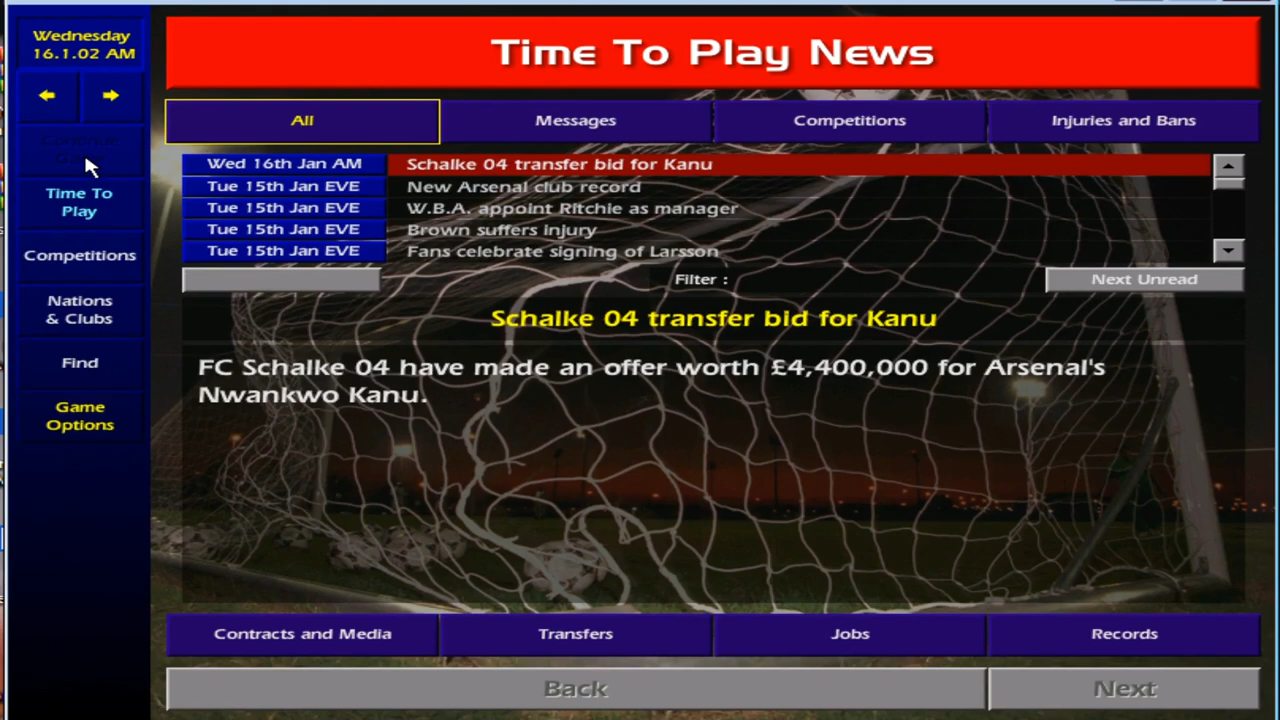 Wednesday
16.1.02 AM
Continue
Game
Time To
Play
Competitions
Nations
& Clubs
Find
Game
Options
Time To Play News
All
Messages
Competitions
Injuries and Bans
Wed 16th Jan AM Schalke 04 transfer bid for Kanu
Tue 15th Jan EVE New Arsenal club record
Tue 15th Jan EVE W.B.A. appoint Ritchie as manager
Tue 15th Jan EVE Brown suffers injury
Tue 15th Jan EVE Fans celebrate signing of Larsson
Filter :
Next Unread
Schalke 04 transfer bid for Kanu
FC Schalke 04 have made an offer worth £4,400,000 for Arsenal's
Nwankwo Kanu.
Contracts and Media
Transfers
Jobs
Records
Back
Next